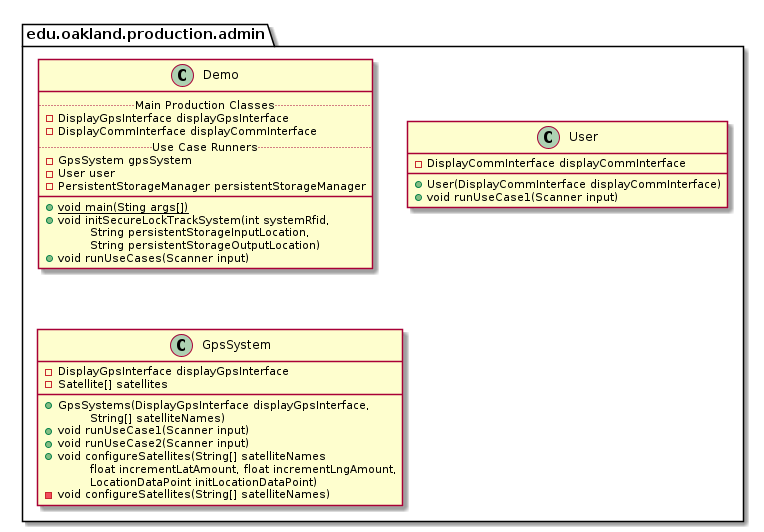 edu.oakland.production.admin
C Demo
Main Production Classes
DisplayGpsInterface displayGpsInterface
DisplayCommInterface displayCommInterface
Use Case Runners
GpsSystem gpsSystem
User user
PersistentStorageManager persistentStorageManager
void main(Sting args[])
void initSecureLockTrackSystem(int systemRfid,
String persistentStorageInputLocation,
String persistentStorageOutputLocation)
void runUseCases(Scanner input)
C User
DisplayCommInterface displayCommInterface
User(DisplayCommInterface displayCommInterface)
void runUseCase1(Scanner input)
C GpsSystem
DisplayGpsInterface displayGpsInterface
Satellite[] satellites
GpsSystems(DisplayGpsInterface displayGpsInterface,
String[] satelliteNames)
void runUseCase1(Scanner input)
void runUseCase2(Scanner input)
void configureSatellites(String[] satelliteNames
float incrementLatAmount, float incrementLngAmount,
LocationDataPoint initLocationDataPoint)
void configureSatellites(String[] satelliteNames)